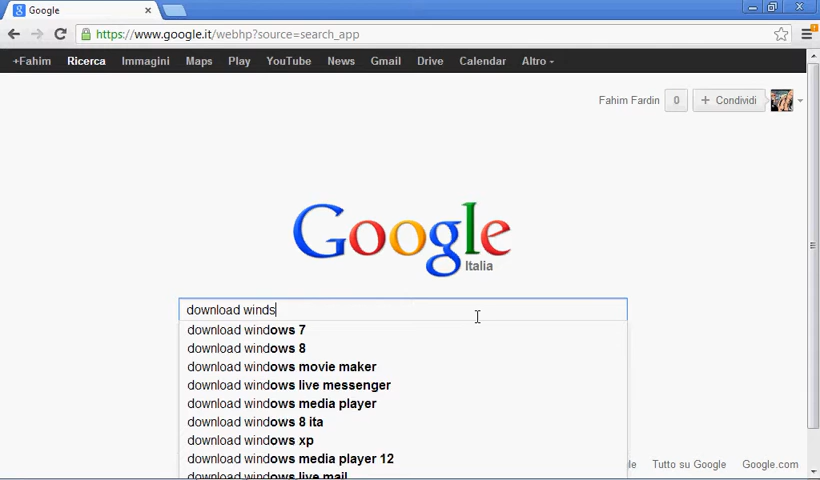 Google
https://www.google.it/webhp?source=search_app
+Fahim Ricerca Immagini Maps Play YouTube News Gmail Drive Calendar Altro
Fahim Fardin 0 + Condividi
Google
Italia
download winds
download windows 7
download windows 8
download windows movie maker
download windows live messenger
download windows media player
download windows 8 ita
download windows xp
download windows media player 12
Tutto su Google Google.com
download windows live mail